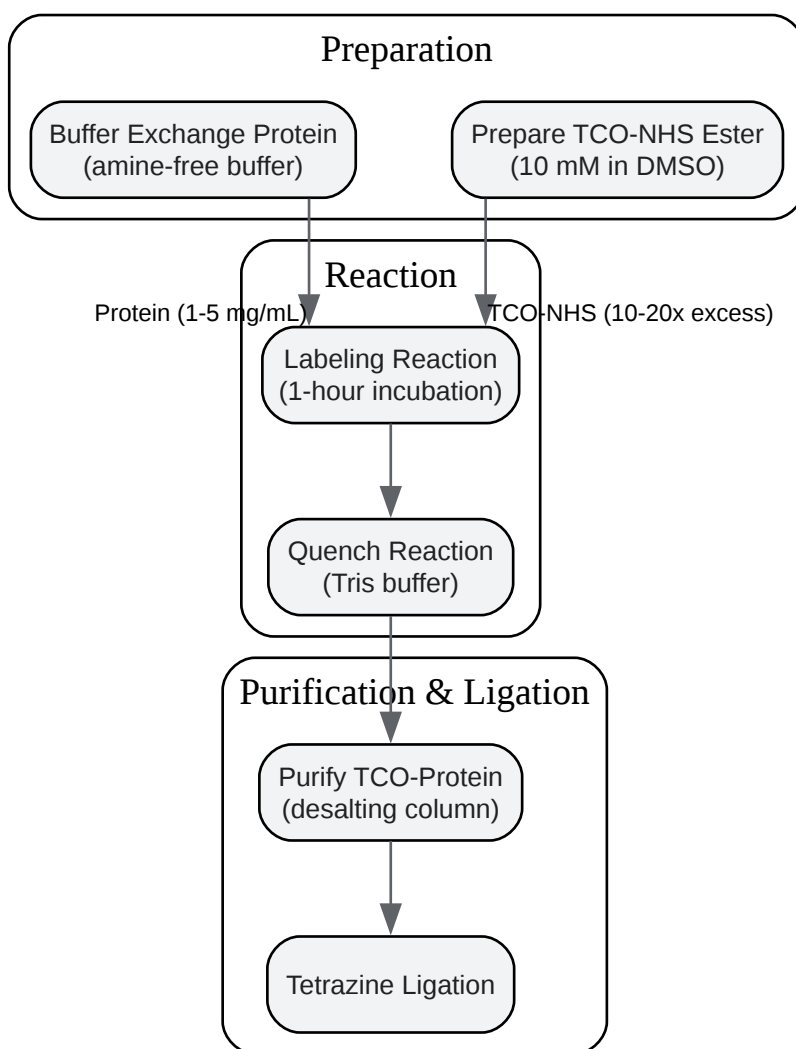 Preparation
Buffer Exchange Protein
(amine-free buffer)
Prepare TCO-NHS Ester
(10 mM in DMSO)
Reaction
Protein (1-5 mg/mL)
TCO-NHS (10-20x excess)
Labeling Reaction
(1-hour incubation)
Quench Reaction
(Tris buffer)
Purification & Ligation
Purify TCO-Protein
(desalting column)
Tetrazine Ligation